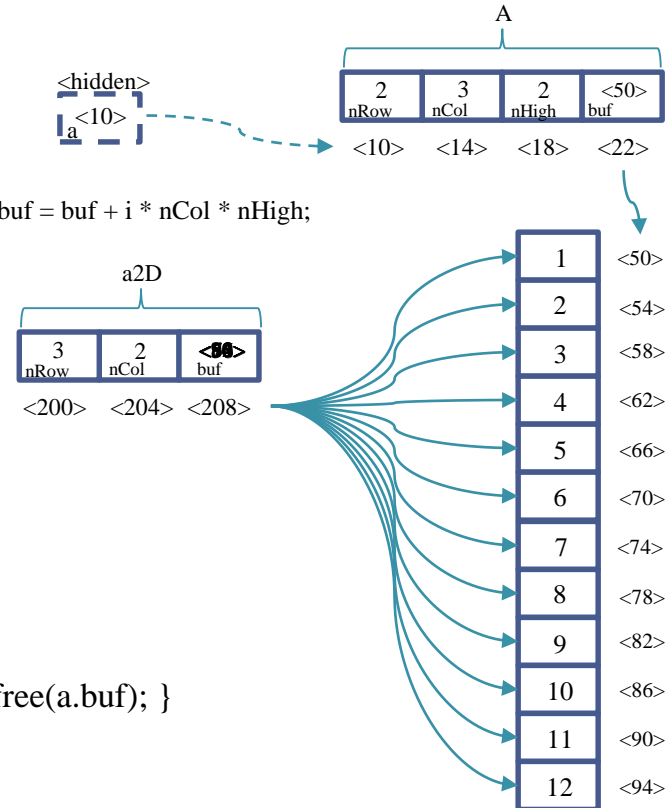 A
<hidden>
<10>
a
2 3 2 <50>
nRow nCol nHigh buf
<10> <14> <18> <22>
buf = buf + i * nCol * nHigh;
a2D
3 2
nRow nCol buf
<200> <204> <208>
1 <50>
2 <54>
3 <58>
4 <62>
5 <66>
6 <70>
7 <74>
8 <78>
9 <82>
10 <86>
11 <90>
12 <94>
free(a.buf); }